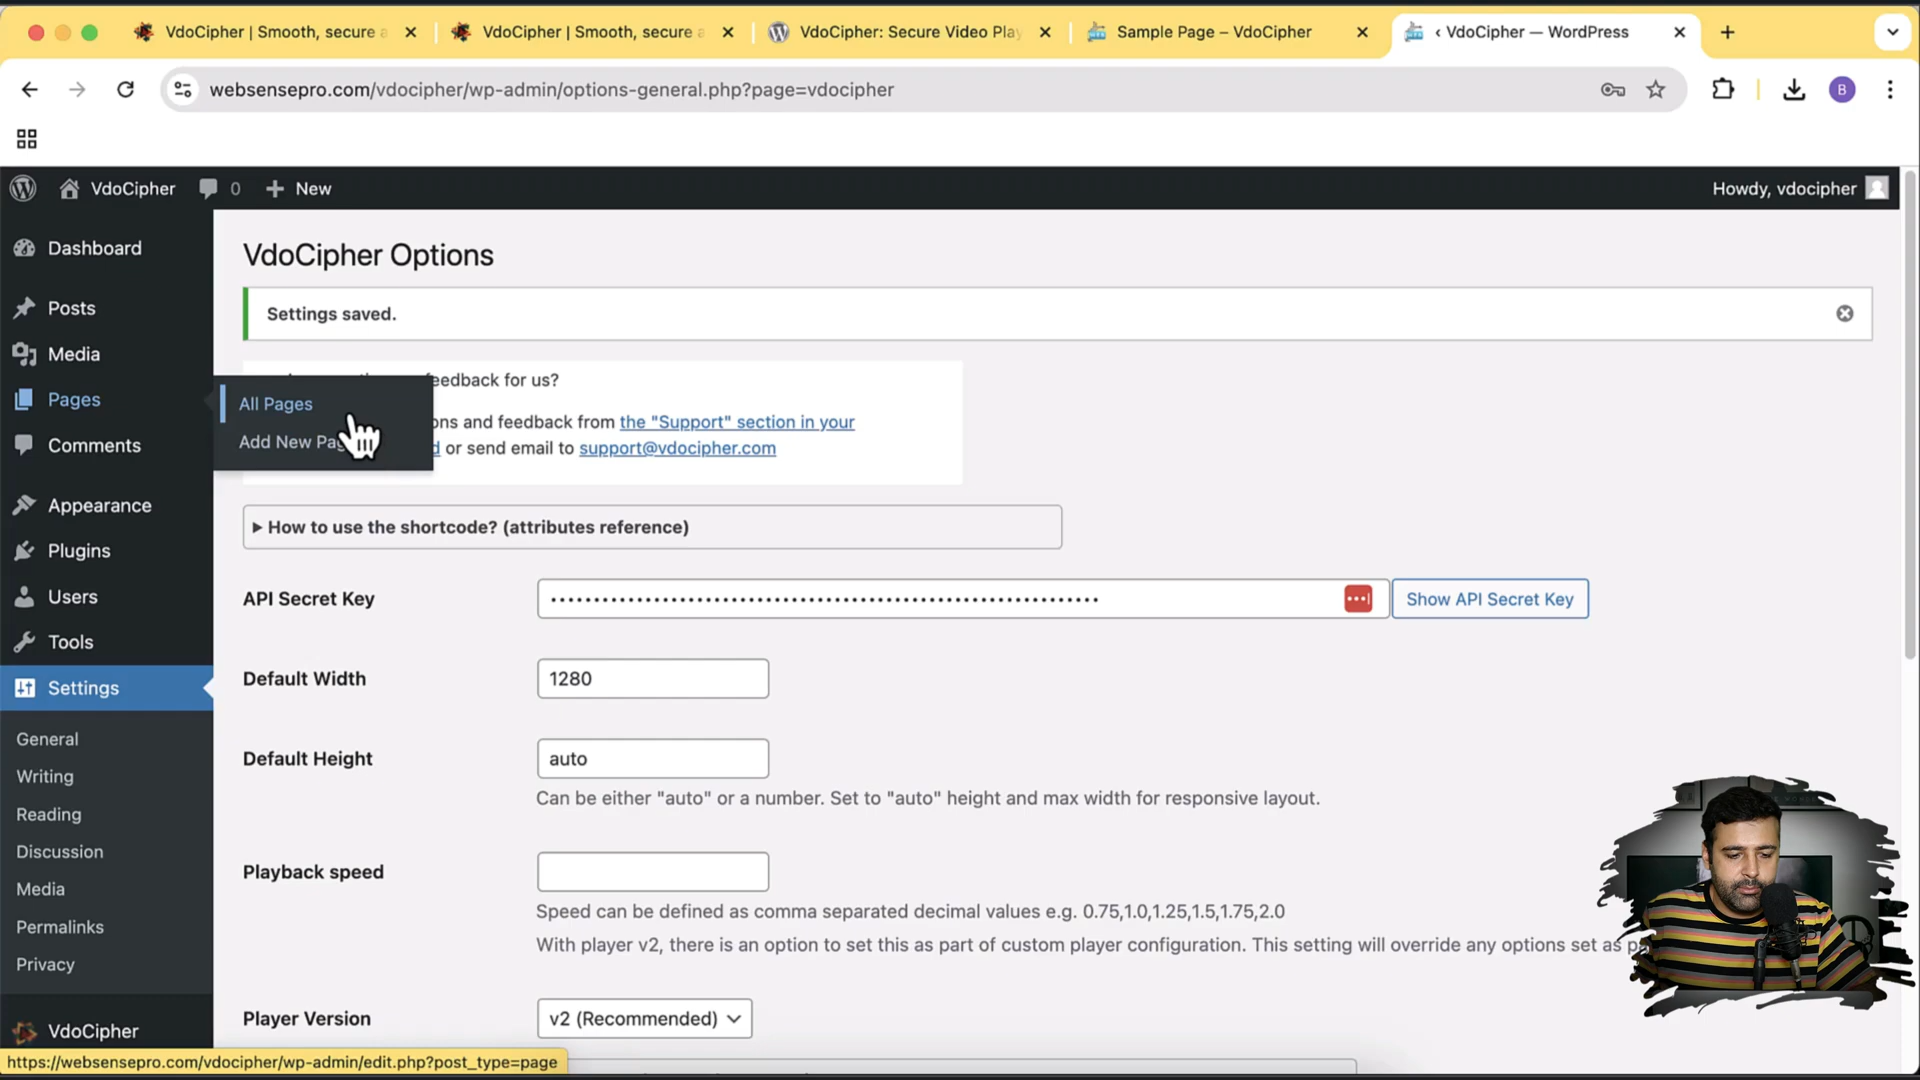 VdoCipher | Smooth, secure
VdoCipher | Smooth, secure
VdoCipher: Secure Video Play
Sample Page – VdoCipher
‹ VdoCipher — WordPress
websensepro.com/vdocipher/wp-admin/options-general.php?page=vdocipher
B
VdoCipher
0
New
Howdy, vdocipher
Dashboard
Posts
Media
Pages
Comments
Appearance
Plugins
Users
Tools
Settings
General
Writing
Reading
Discussion
Media
Permalinks
Privacy
VdoCipher
All Pages
Add New
VdoCipher Options
Settings saved.
feedback for us?
and feedback from the "Support" section in your
or send email to support@vdocipher.com
How to use the shortcode? (attributes reference)
API Secret Key
Show API Secret Key
Default Width
1280
Default Height
auto
Can be either "auto" or a number. Set to "auto" height and max width for responsive layout.
Playback speed
Speed can be defined as comma separated decimal values e.g. 0.75,1.0,1.25,1.5,1.75,2.0
With player v2, there is an option to set this as part of custom player configuration. This setting will override any options set as
Player Version
v2 (Recommended)
https://websensepro.com/vdocipher/wp-admin/edit.php?post_type=page